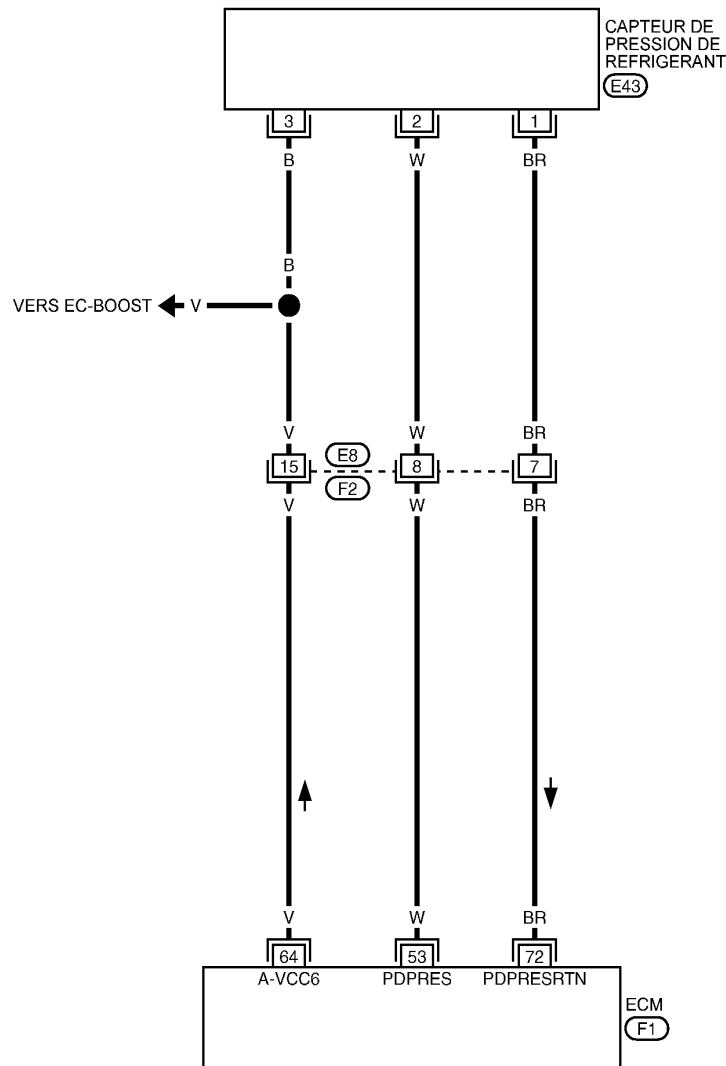 CAPTEUR DE
PRESSION DE
REFRIGERANT
E43
3 2 1
B W BR
B
VERS EC-BOOST V
V W BR
E8
15 8 7
F2
V W BR
V W BR
64 53 72
A-VCC6 PDPRES PDPRESRTN
ECM
F1